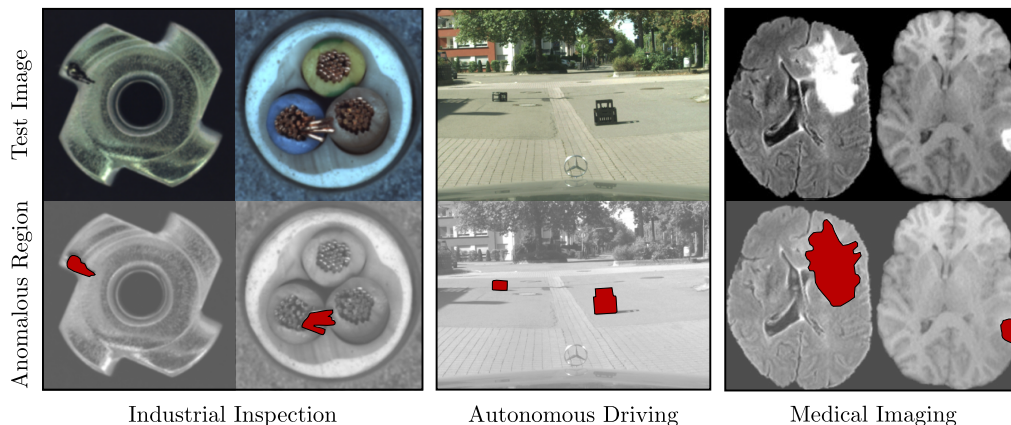 Test Image
Anomalous Region
Industrial Inspection
Autonomous Driving
Medical Imaging